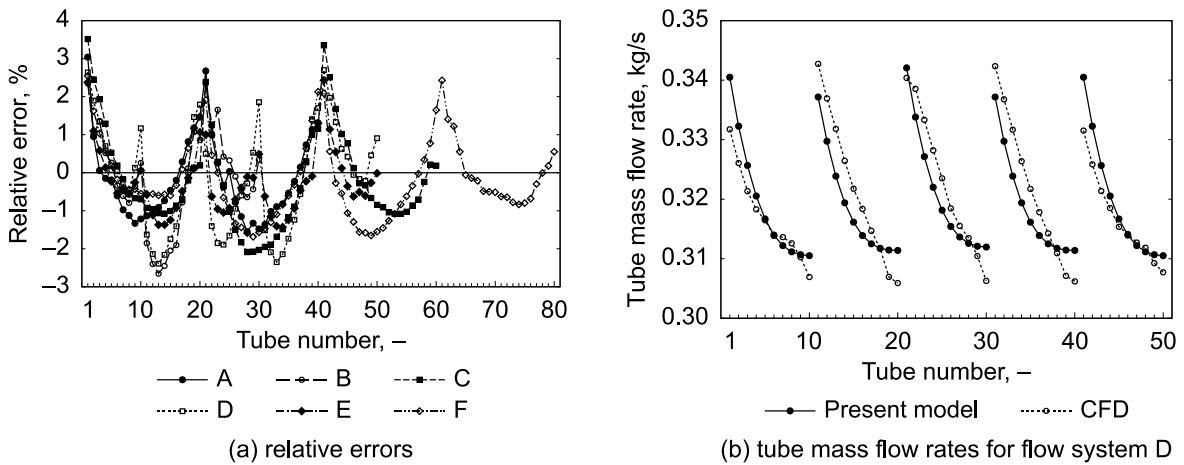 4
3
2
1
0
–1
–2
–3
Relative error, %
1 10 20 30 40 50 60 70 80
Tube number, –
A B C
D E F
(a) relative errors
0.35
0.34
0.33
0.32
0.31
0.30
Tube mass flow rate, kg/s
1 10 20 30 40 50
Tube number, –
Present model CFD
(b) tube mass flow rates for flow system D